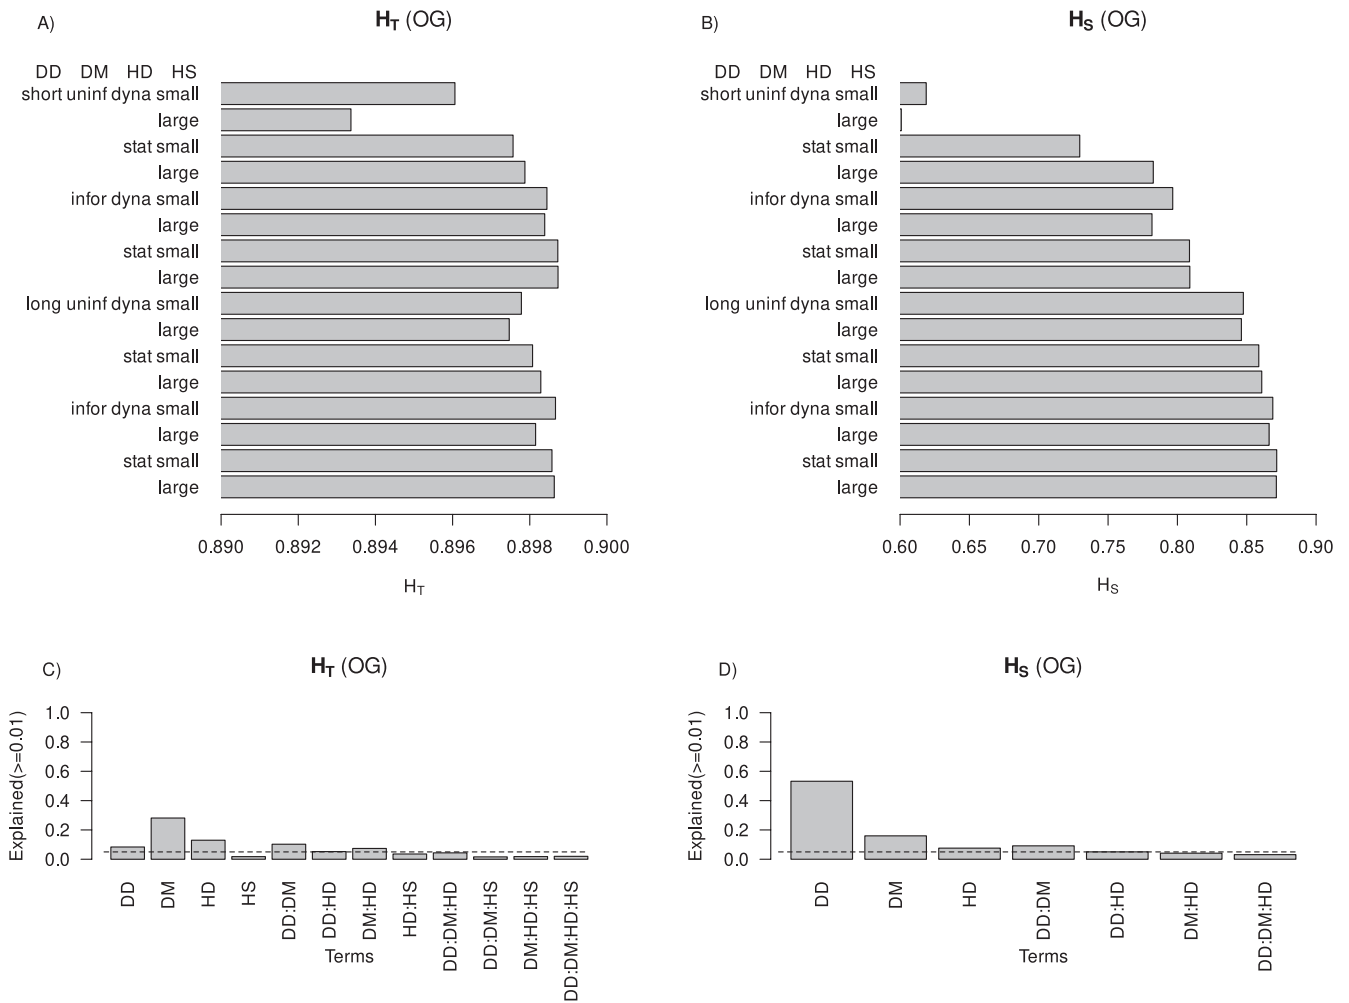 A) H_T (OG)
DD DM HD HS
short uninf dyna small
large
stat small
large
infor dyna small
large
stat small
large
long uninf dyna small
large
stat small
large
infor dyna small
large
stat small
large
0.890 0.892 0.894 0.896 0.898 0.900
H_T
B) H_S (OG)
DD DM HD HS
short uninf dyna small
large
stat small
large
infor dyna small
large
stat small
large
long uninf dyna small
large
stat small
large
infor dyna small
large
stat small
large
0.60 0.65 0.70 0.75 0.80 0.85 0.90
H_S
C) H_T (OG)
Explained(>=0.01)
1.0
0.8
0.6
0.4
0.2
0.0
DD
DM
HD
HS
DD:DM
DD:HD
DM:HD
HD:HS
DD:DM:HD
DD:DM:HS
DM:HD:HS
DD:DM:HD:HS
Terms
D) H_S (OG)
Explained(>=0.01)
1.0
0.8
0.6
0.4
0.2
0.0
DD
DM
HD
DD:DM
DD:HD
DM:HD
DD:DM:HD
Terms